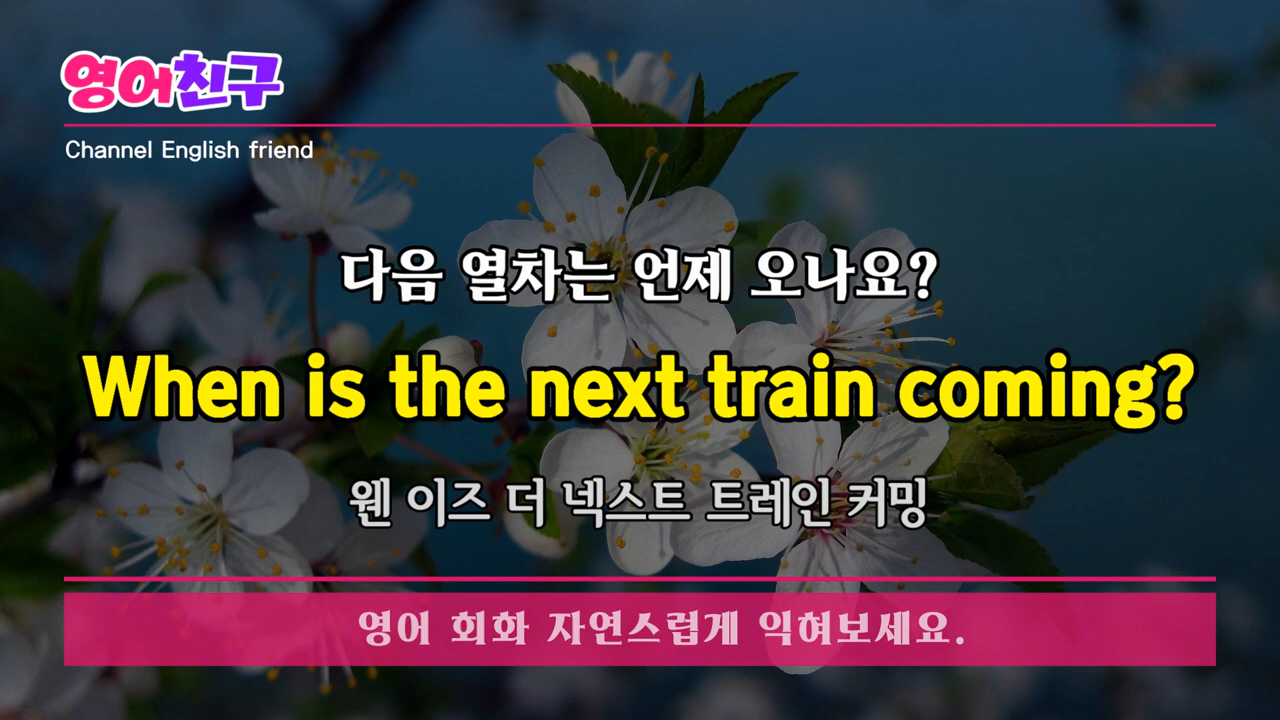 영어친구
Channel English friend
다음 열차는 언제 오나요?
When is the next train coming?
웬 이즈 더 넥스트 트레인 커밍
영어 회화 자연스럽게 익혀보세요.